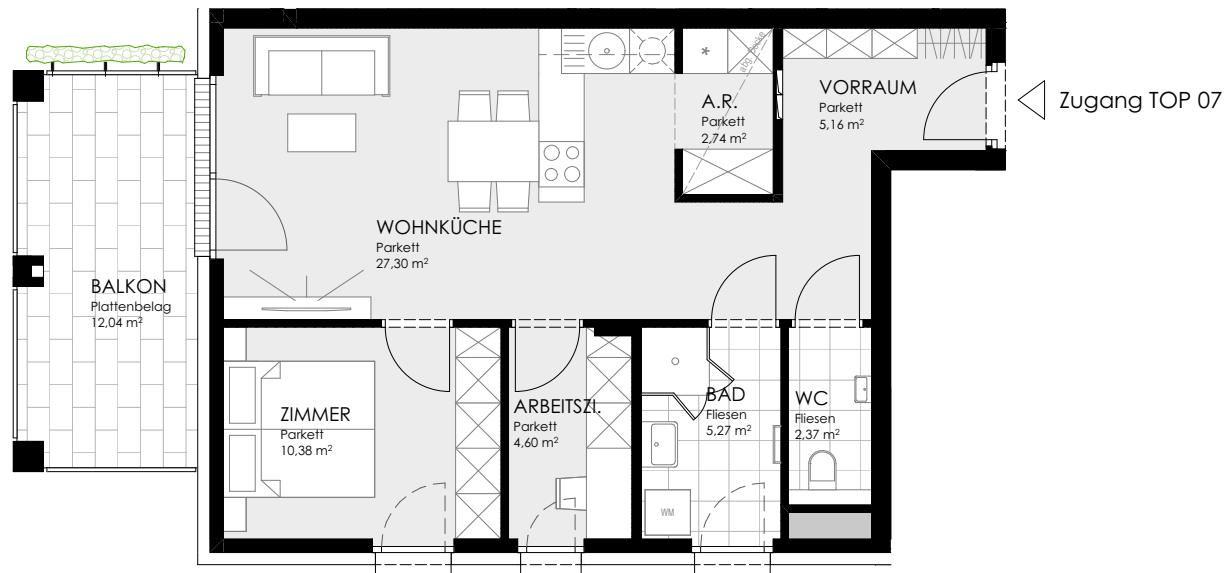 VORRAUM
Parkett
5,16 m²
Zugang TOP 07
A.R.
Parkett
2,74 m²
*
abg. Decke
WOHNKÜCHE
Parkett
27,30 m²
BALKON
Plattenbelag
12,04 m²
ZIMMER
Parkett
10,38 m²
ARBEITSZI.
Parkett
4,60 m²
BAD
Fliesen
5,27 m²
WC
Fliesen
2,37 m²
WM